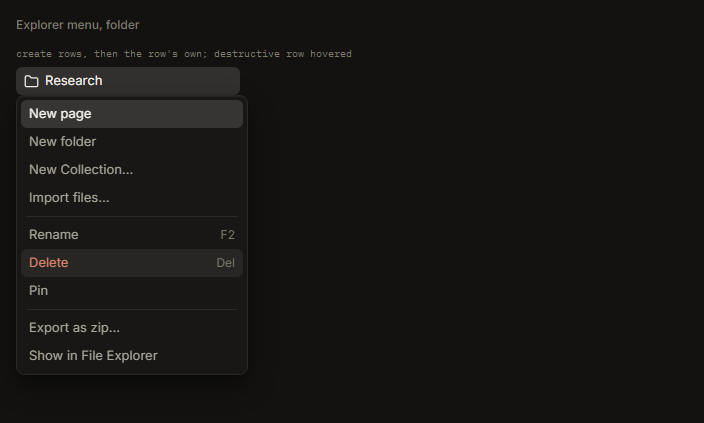 Explorer menu, folder
create rows, then the row's own; destructive row hovered
Research
New page
New folder
New Collection...
Import files...
Rename F2
Delete Del
Pin
Export as zip...
Show in File Explorer